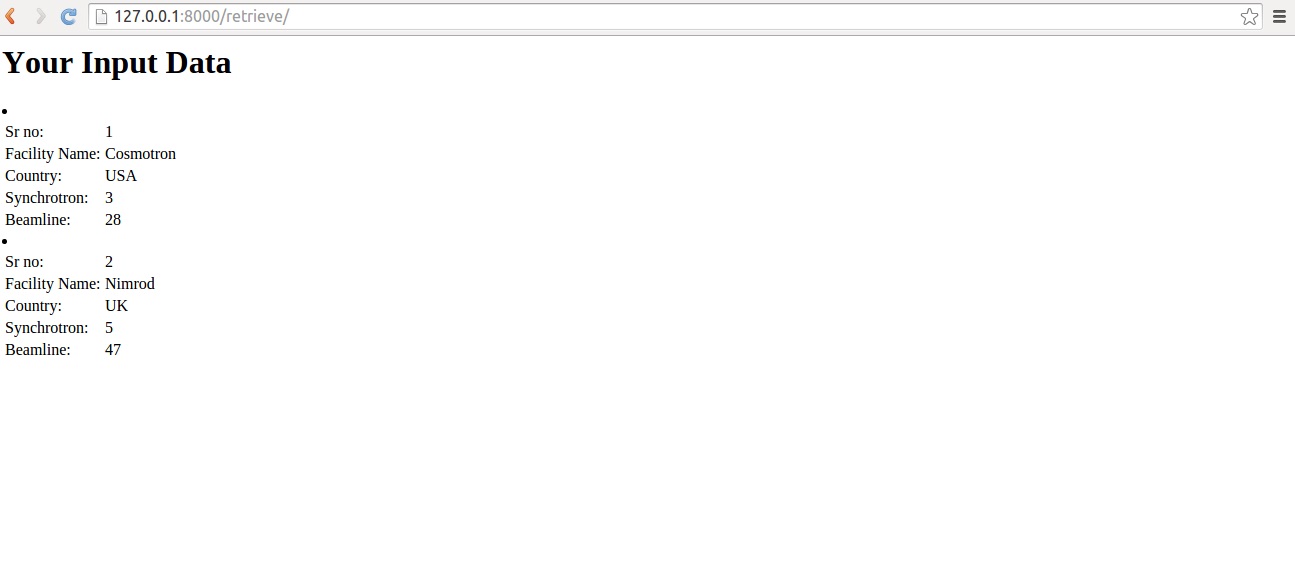 127.0.0.1:8000/retrieve/
Your Input Data
Sr no: 1
Facility Name: Cosmotron
Country: USA
Synchrotron: 3
Beamline: 28
Sr no: 2
Facility Name: Nimrod
Country: UK
Synchrotron: 5
Beamline: 47